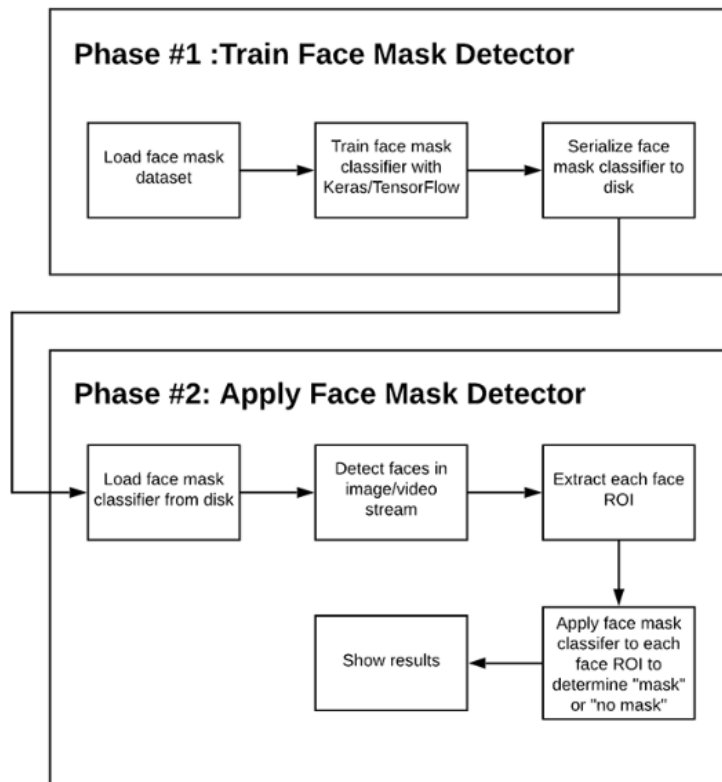 Phase #1 :Train Face Mask Detector
Load face mask
dataset
Train face mask
classifier with
Keras/TensorFlow
Serialize face
mask classifier to
disk
Phase #2: Apply Face Mask Detector
Load face mask
classifier from disk
Detect faces in
image/video
stream
Extract each face
ROI
Apply face mask
classifer to each
face ROI to
determine "mask"
or "no mask"
Show results